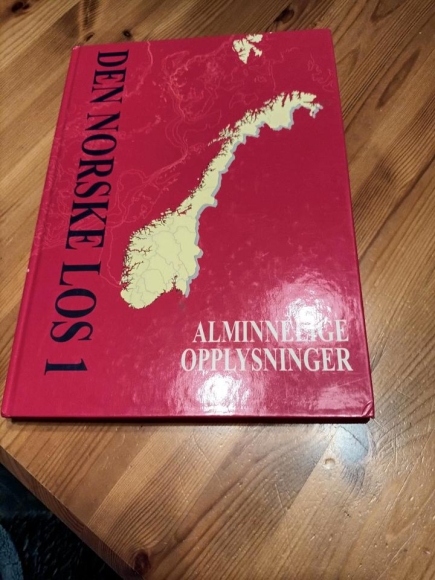 DEN NORSKE LOS 1
ALMINNELIGE
OPPLYSNINGER